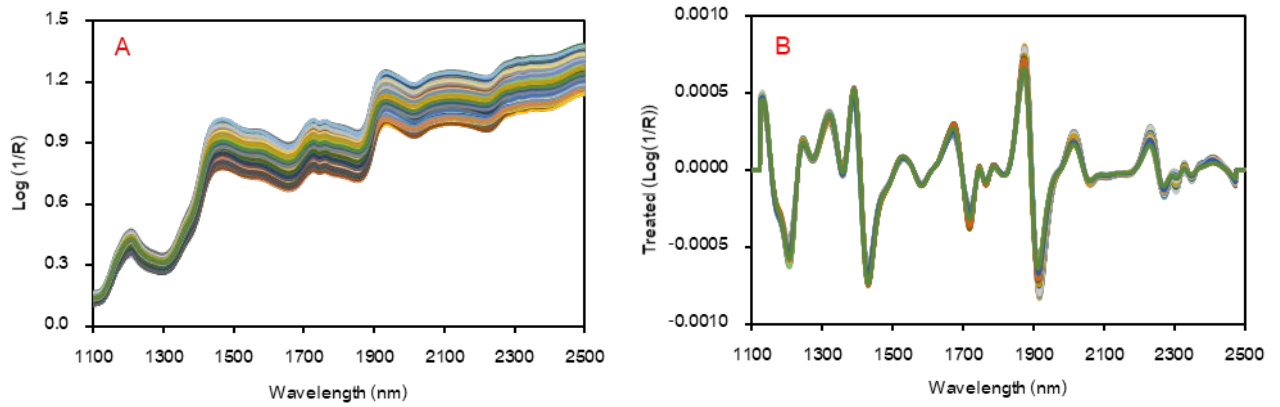 A
Log (1/R)
1.5
1.2
0.9
0.6
0.3
0.0
1100 1300 1500 1700 1900 2100 2300 2500
Wavelength (nm)
B
Treated (Log(1/R))
0.0010
0.0005
0.0000
-0.0005
-0.0010
1100 1300 1500 1700 1900 2100 2300 2500
Wavelength (nm)